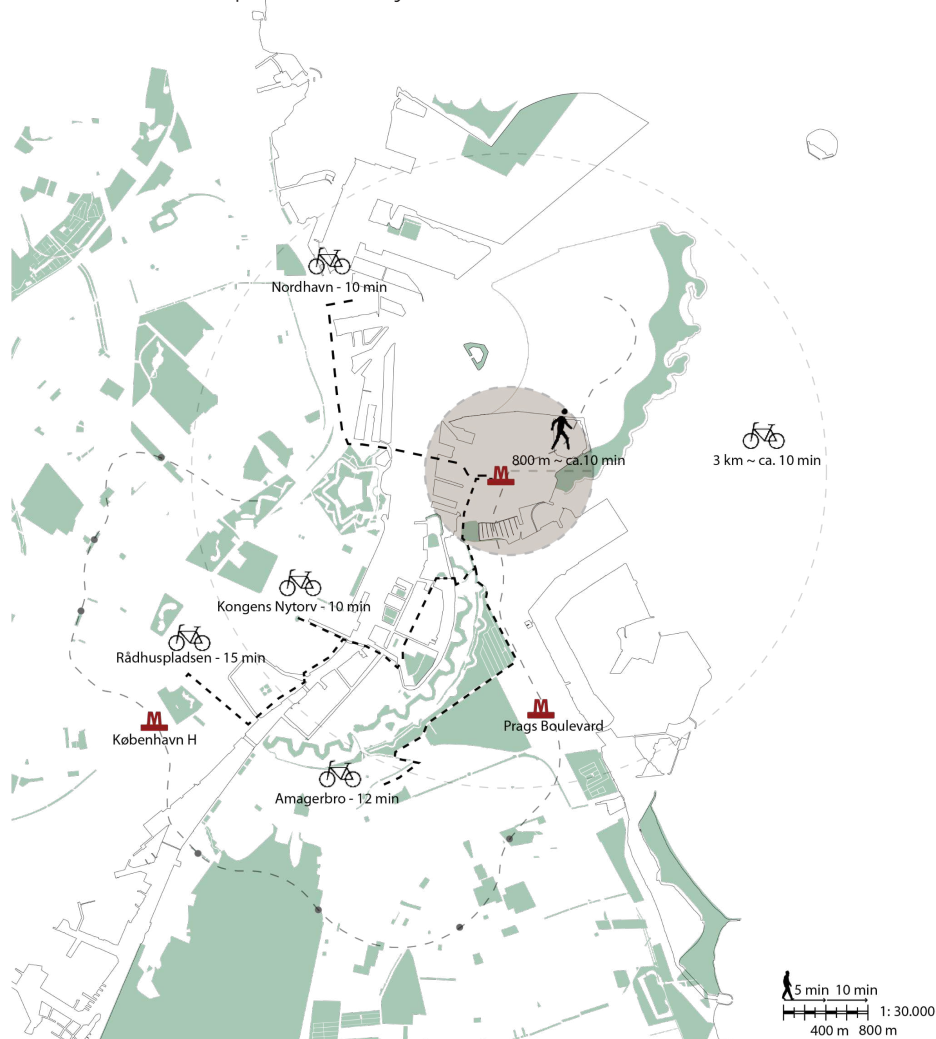 Nordhavn - 10 min
M
800 m ~ ca.10 min
3 km ~ ca. 10 min
Kongens Nytorv - 10 min
Rådhuspladsen - 15 min
M
København H
M
Prags Boulevard
Amagerbro - 12 min
5 min 10 min
1: 30.000
400 m 800 m